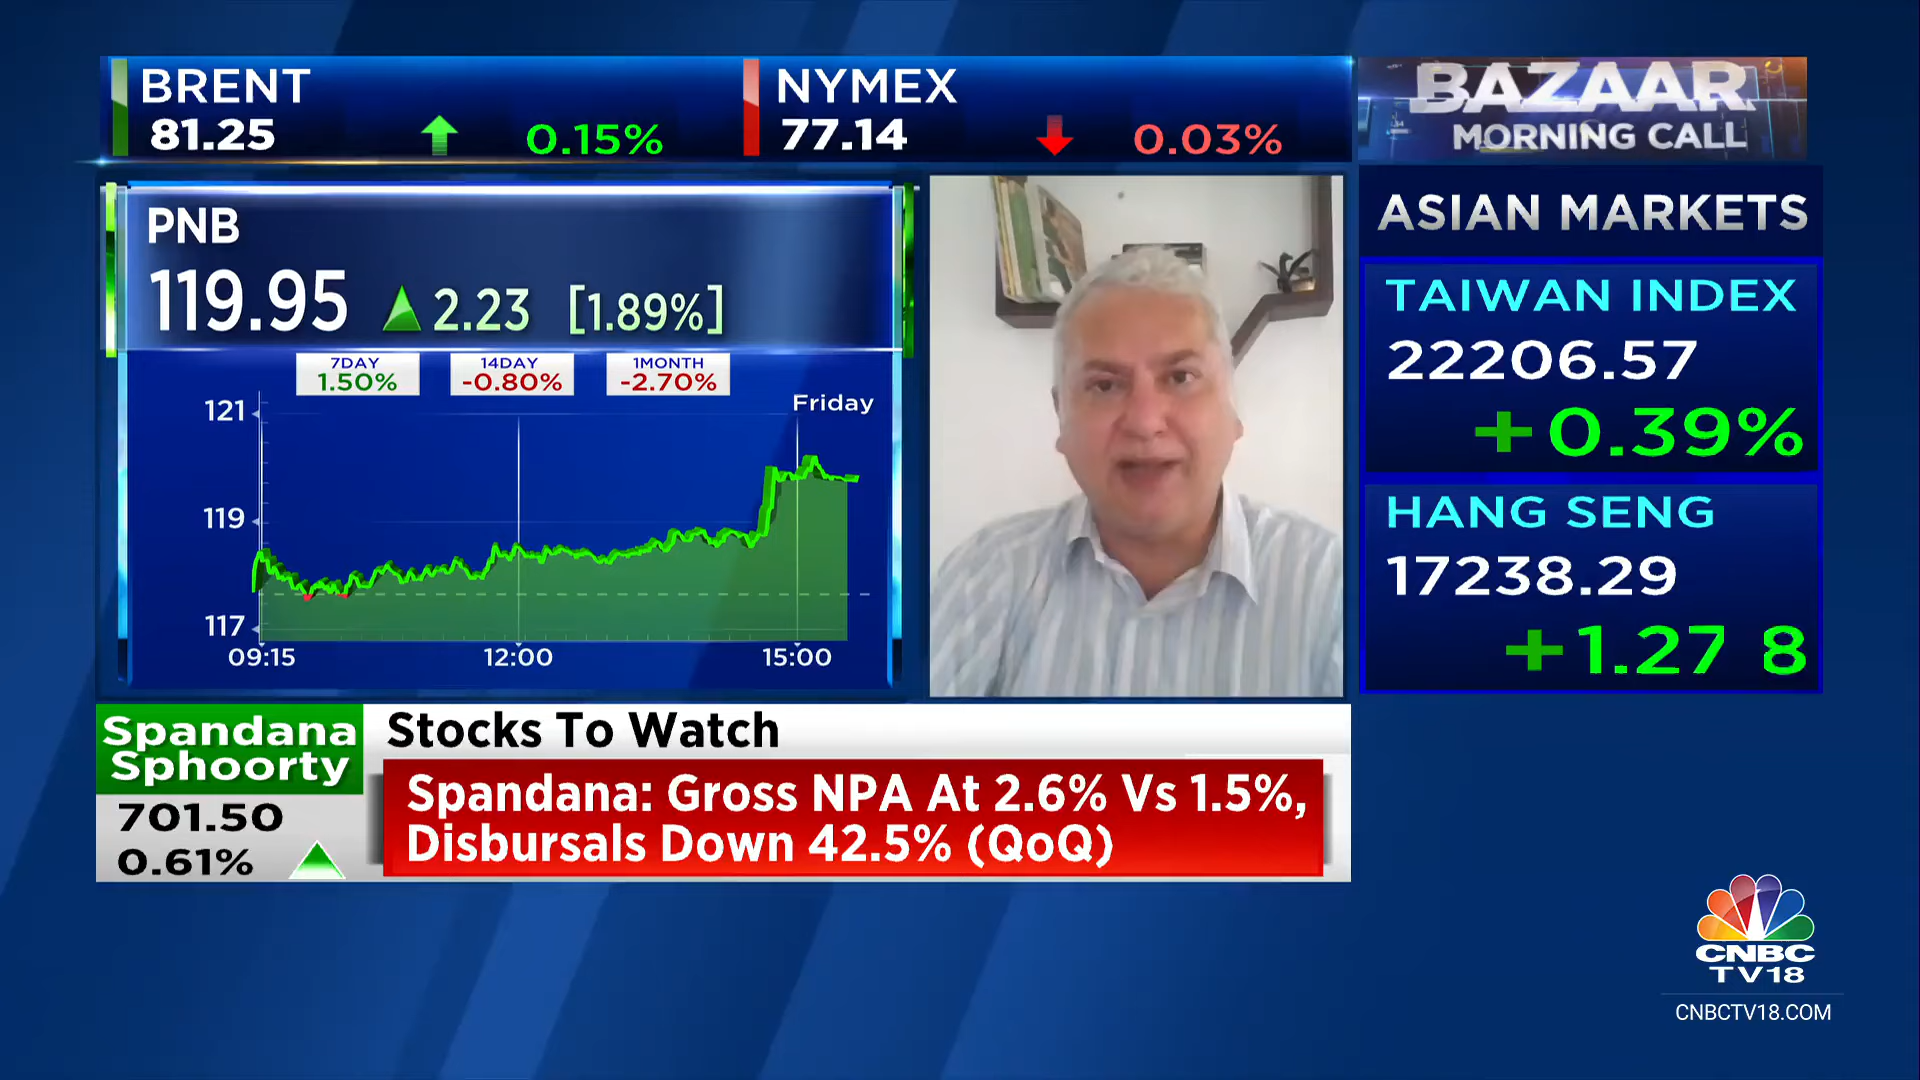 BRENT
81.25 0.15%
NYMEX
77.14 0.03%
BAZAAR
MORNING CALL
PNB
119.95 2.23 [1.89%]
7DAY
1.50%
14DAY
-0.80%
1MONTH
-2.70%
Friday
121
119
117
09:15 12:00 15:00
ASIAN MARKETS
TAIWAN INDEX
22206.57
+0.39%
HANG SENG
17238.29
+1.27 8
Spandana
Sphoorty
701.50
0.61%
Stocks To Watch
Spandana: Gross NPA At 2.6% Vs 1.5%,
Disbursals Down 42.5% (QoQ)
CNBC
TV18
CNBCTV18.COM